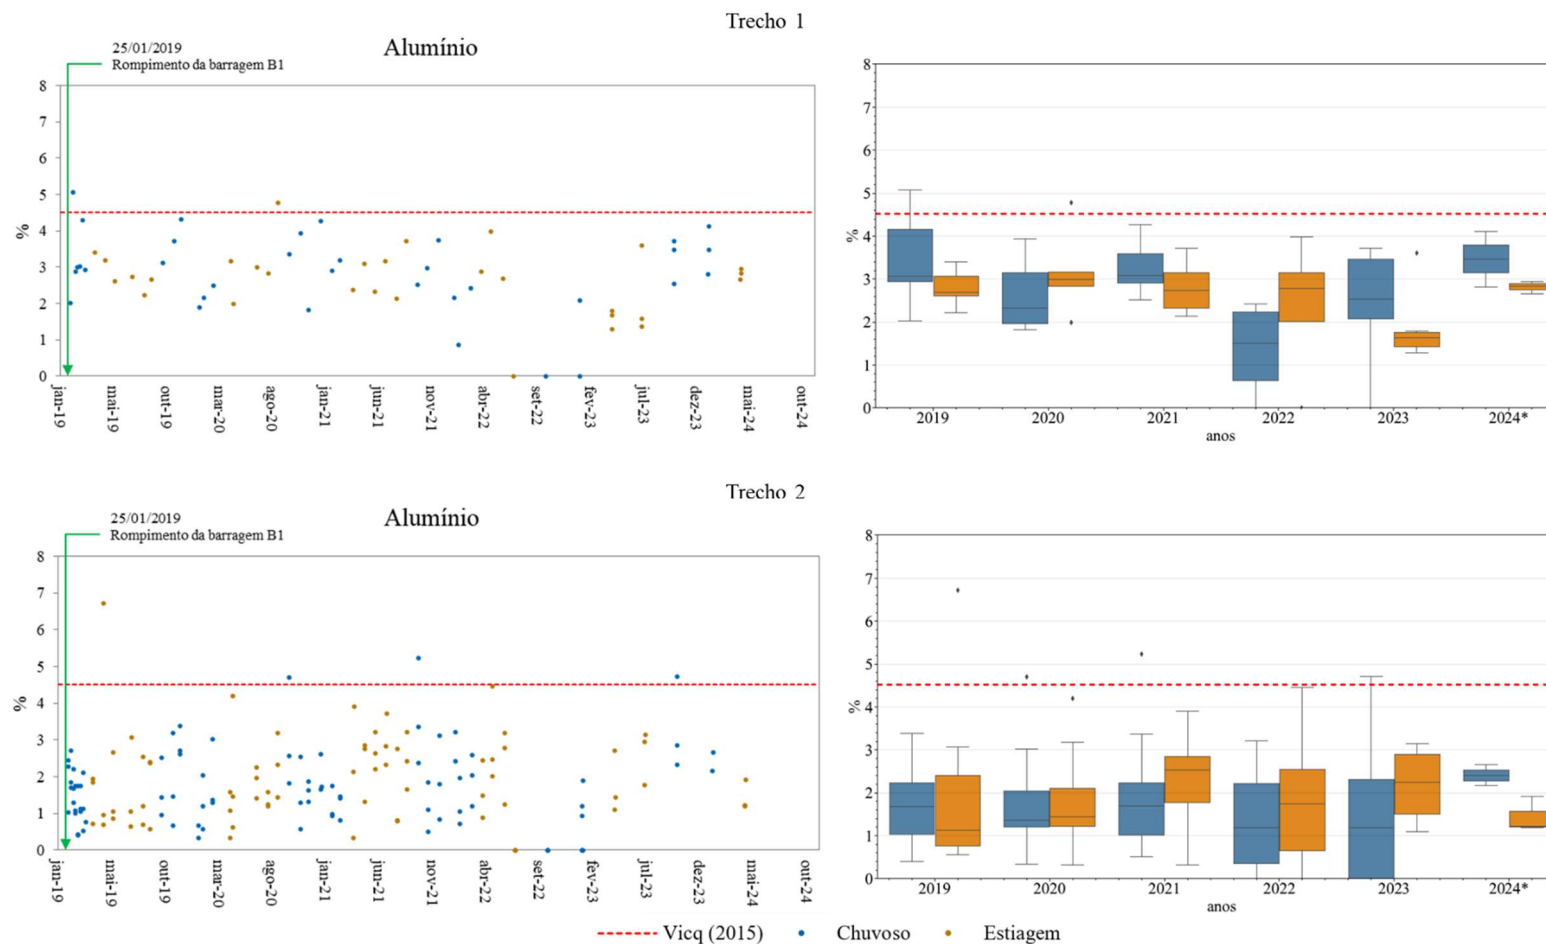 Trecho 1
25/01/2019
Rompimento da barragem B1
Alumínio
8
7
6
5
4
3
2
1
0
%
jan-19
mai-19
out-19
mar-20
ago-20
jan-21
jun-21
nov-21
abr-22
set-22
fev-23
jul-23
dez-23
mai-24
out-24
8
7
6
5
4
3
2
1
0
%
2019
2020
2021
2022
2023
2024*
anos
Trecho 2
25/01/2019
Rompimento da barragem B1
Alumínio
8
7
6
5
4
3
2
1
0
%
jan-19
mai-19
out-19
mar-20
ago-20
jan-21
jun-21
nov-21
abr-22
set-22
fev-23
jul-23
dez-23
mai-24
out-24
8
7
6
5
4
3
2
1
0
%
2019
2020
2021
2022
2023
2024*
anos
Vicq (2015) Chuvoso Estiagem